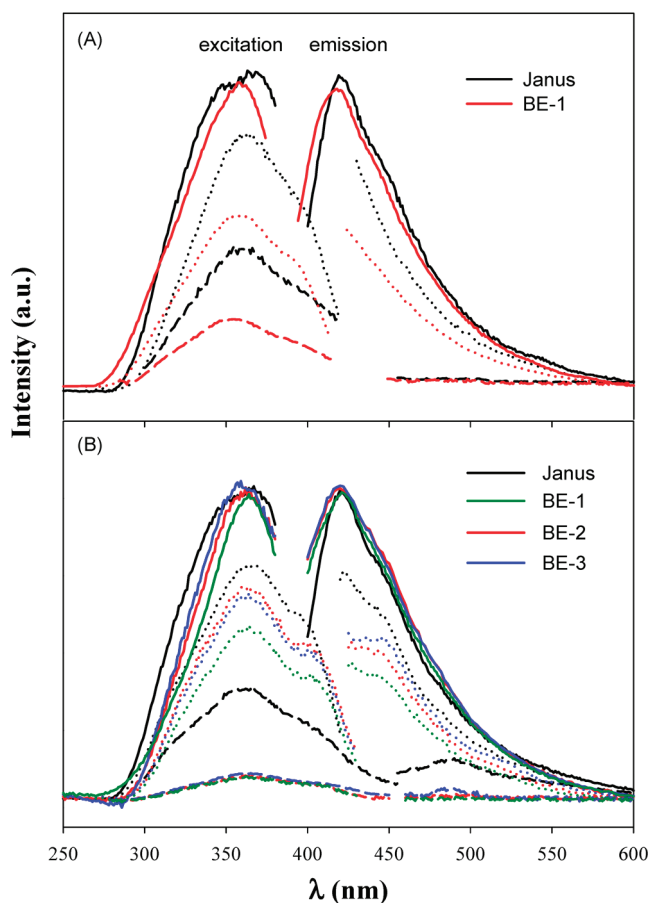 (A)
excitation
emission
Janus
BE-1
Intensity (a.u.)
(B)
Janus
BE-1
BE-2
BE-3
250 300 350 400 450 500 550 600
λ (nm)